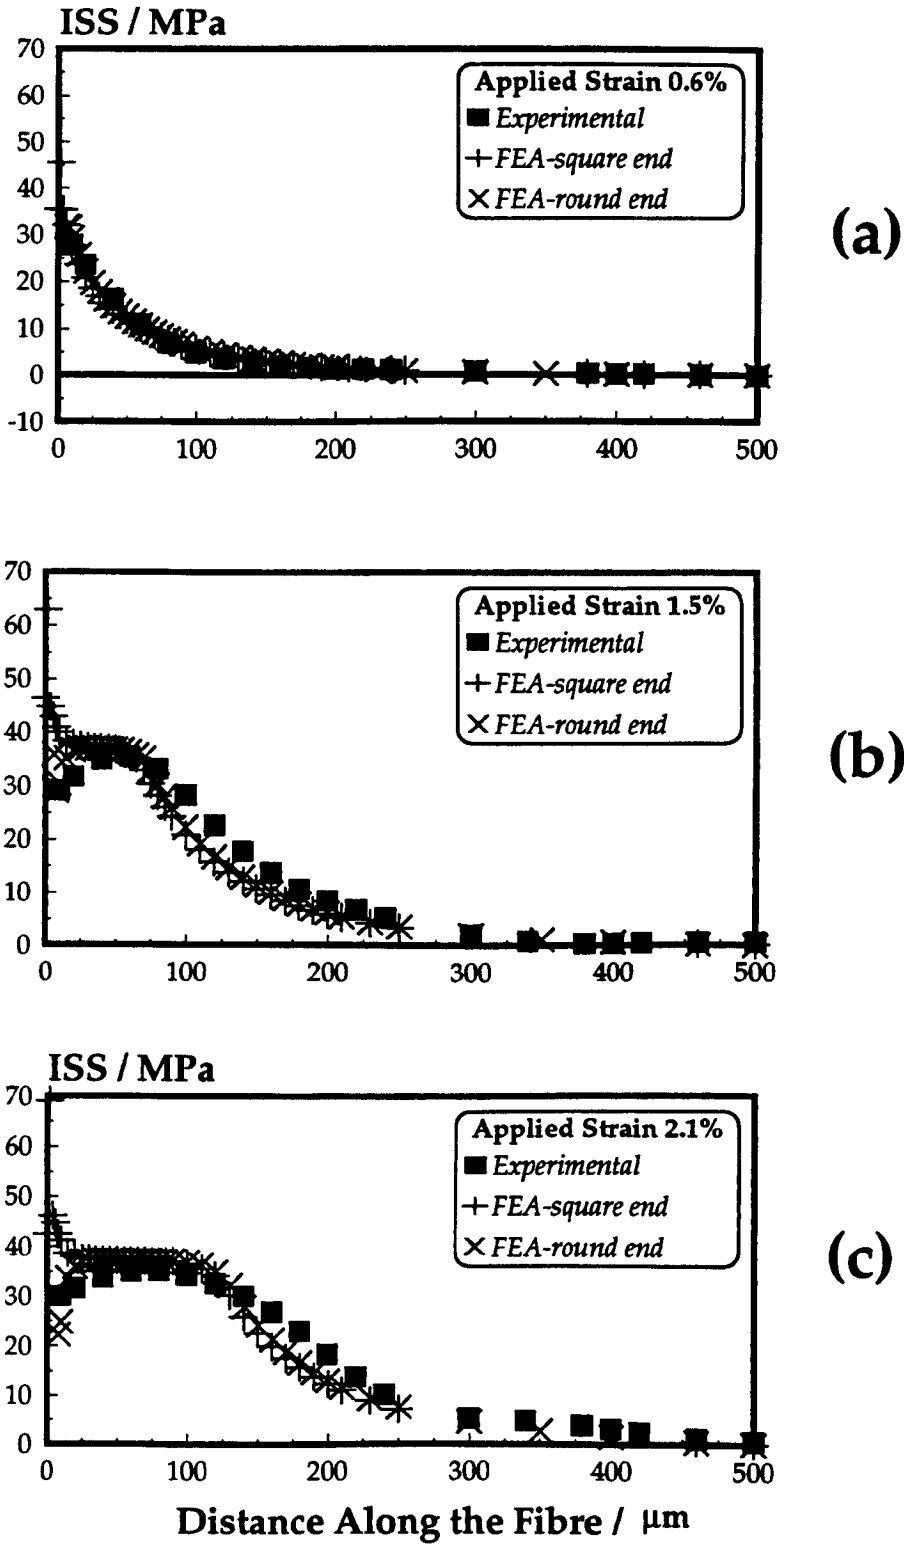 ISS / MPa
70
60
50
40
30
20
10
0
-10
0 100 200 300 400 500
Applied Strain 0.6%
Experimental
FEA-square end
FEA-round end
(a)
70
60
50
40
30
20
10
0
0 100 200 300 400 500
Applied Strain 1.5%
Experimental
FEA-square end
FEA-round end
(b)
ISS / MPa
70
60
50
40
30
20
10
0
0 100 200 300 400 500
Applied Strain 2.1%
Experimental
FEA-square end
FEA-round end
(c)
Distance Along the Fibre / μm